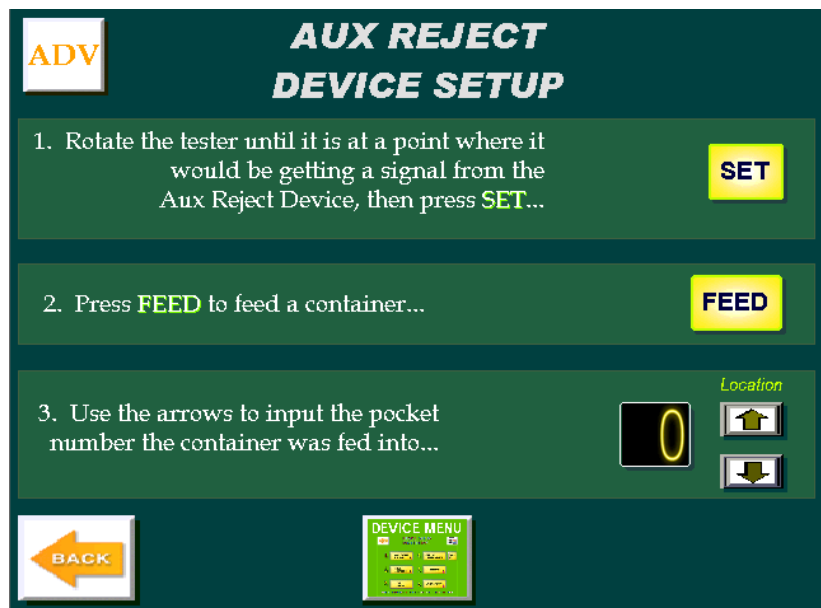 ADV
AUX REJECT
DEVICE SETUP
1. Rotate the tester until it is at a point where it
would be getting a signal from the
Aux Reject Device, then press SET...
SET
2. Press FEED to feed a container...
FEED
3. Use the arrows to input the pocket
number the container was fed into...
0
Location
BACK
DEVICE MENU